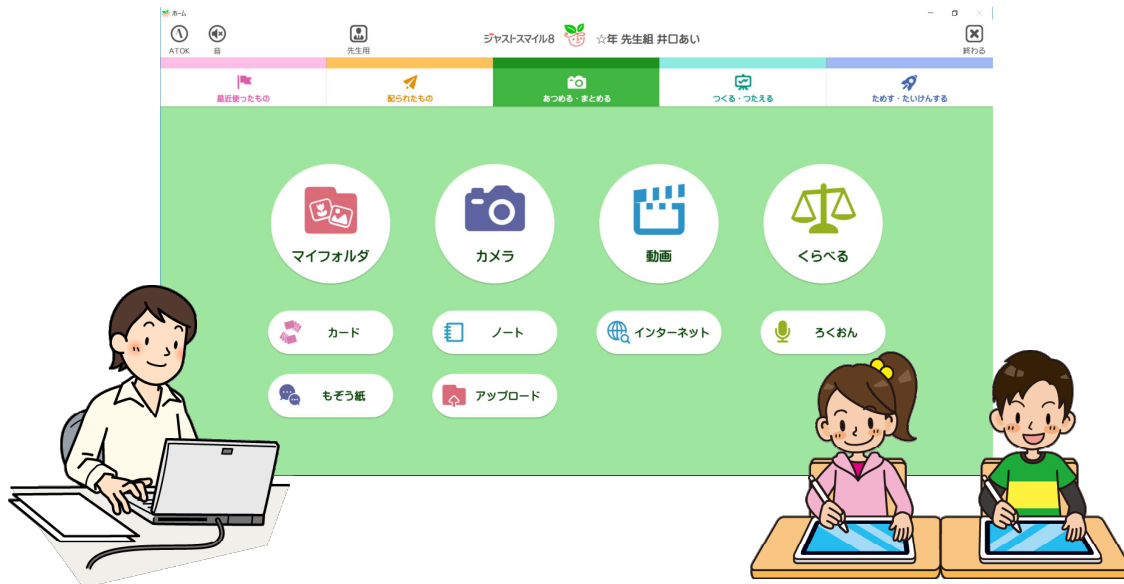 ホーム
ATOK
音
先生用
ジャストスマイル8
☆年 先生組 井口あい
終わる
最近使ったもの
配られたもの
あつめる・まとめる
つくる・つたえる
ためす・たいけんする
マイフォルダ
カメラ
動画
くらべる
カード
ノート
インターネット
ろくおん
もぞう紙
アップロード